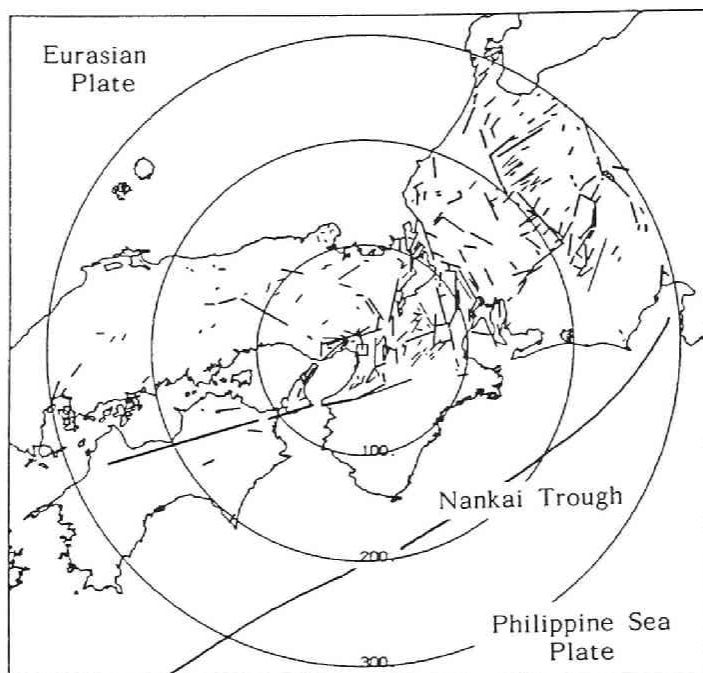 Eurasian
Plate
100.
Nankai Trough
200.
Philippine Sea
Plate
300.